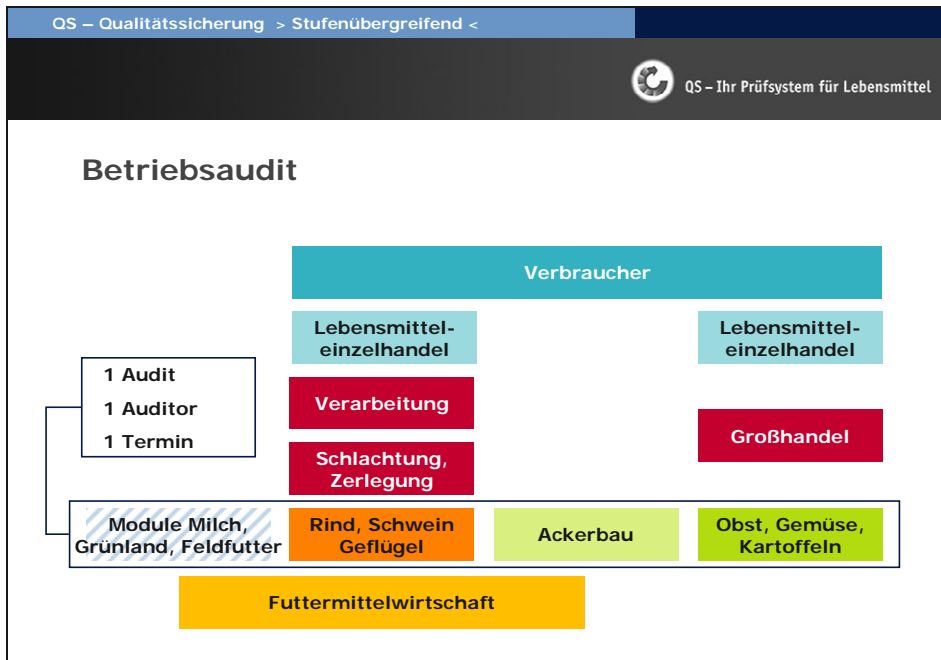 QS – Qualitätssicherung > Stufenübergreifend <
QS – Ihr Prüfsystem für Lebensmittel
Betriebsaudit
Verbraucher
Lebensmittel-
einzelhandel
Lebensmittel-
einzelhandel
1 Audit
1 Auditor
1 Termin
Verarbeitung
Großhandel
Schlachtung,
Zerlegung
Module Milch,
Grünland, Feldfutter
Rind, Schwein
Geflügel
Ackerbau
Obst, Gemüse,
Kartoffeln
Futtermittelwirtschaft